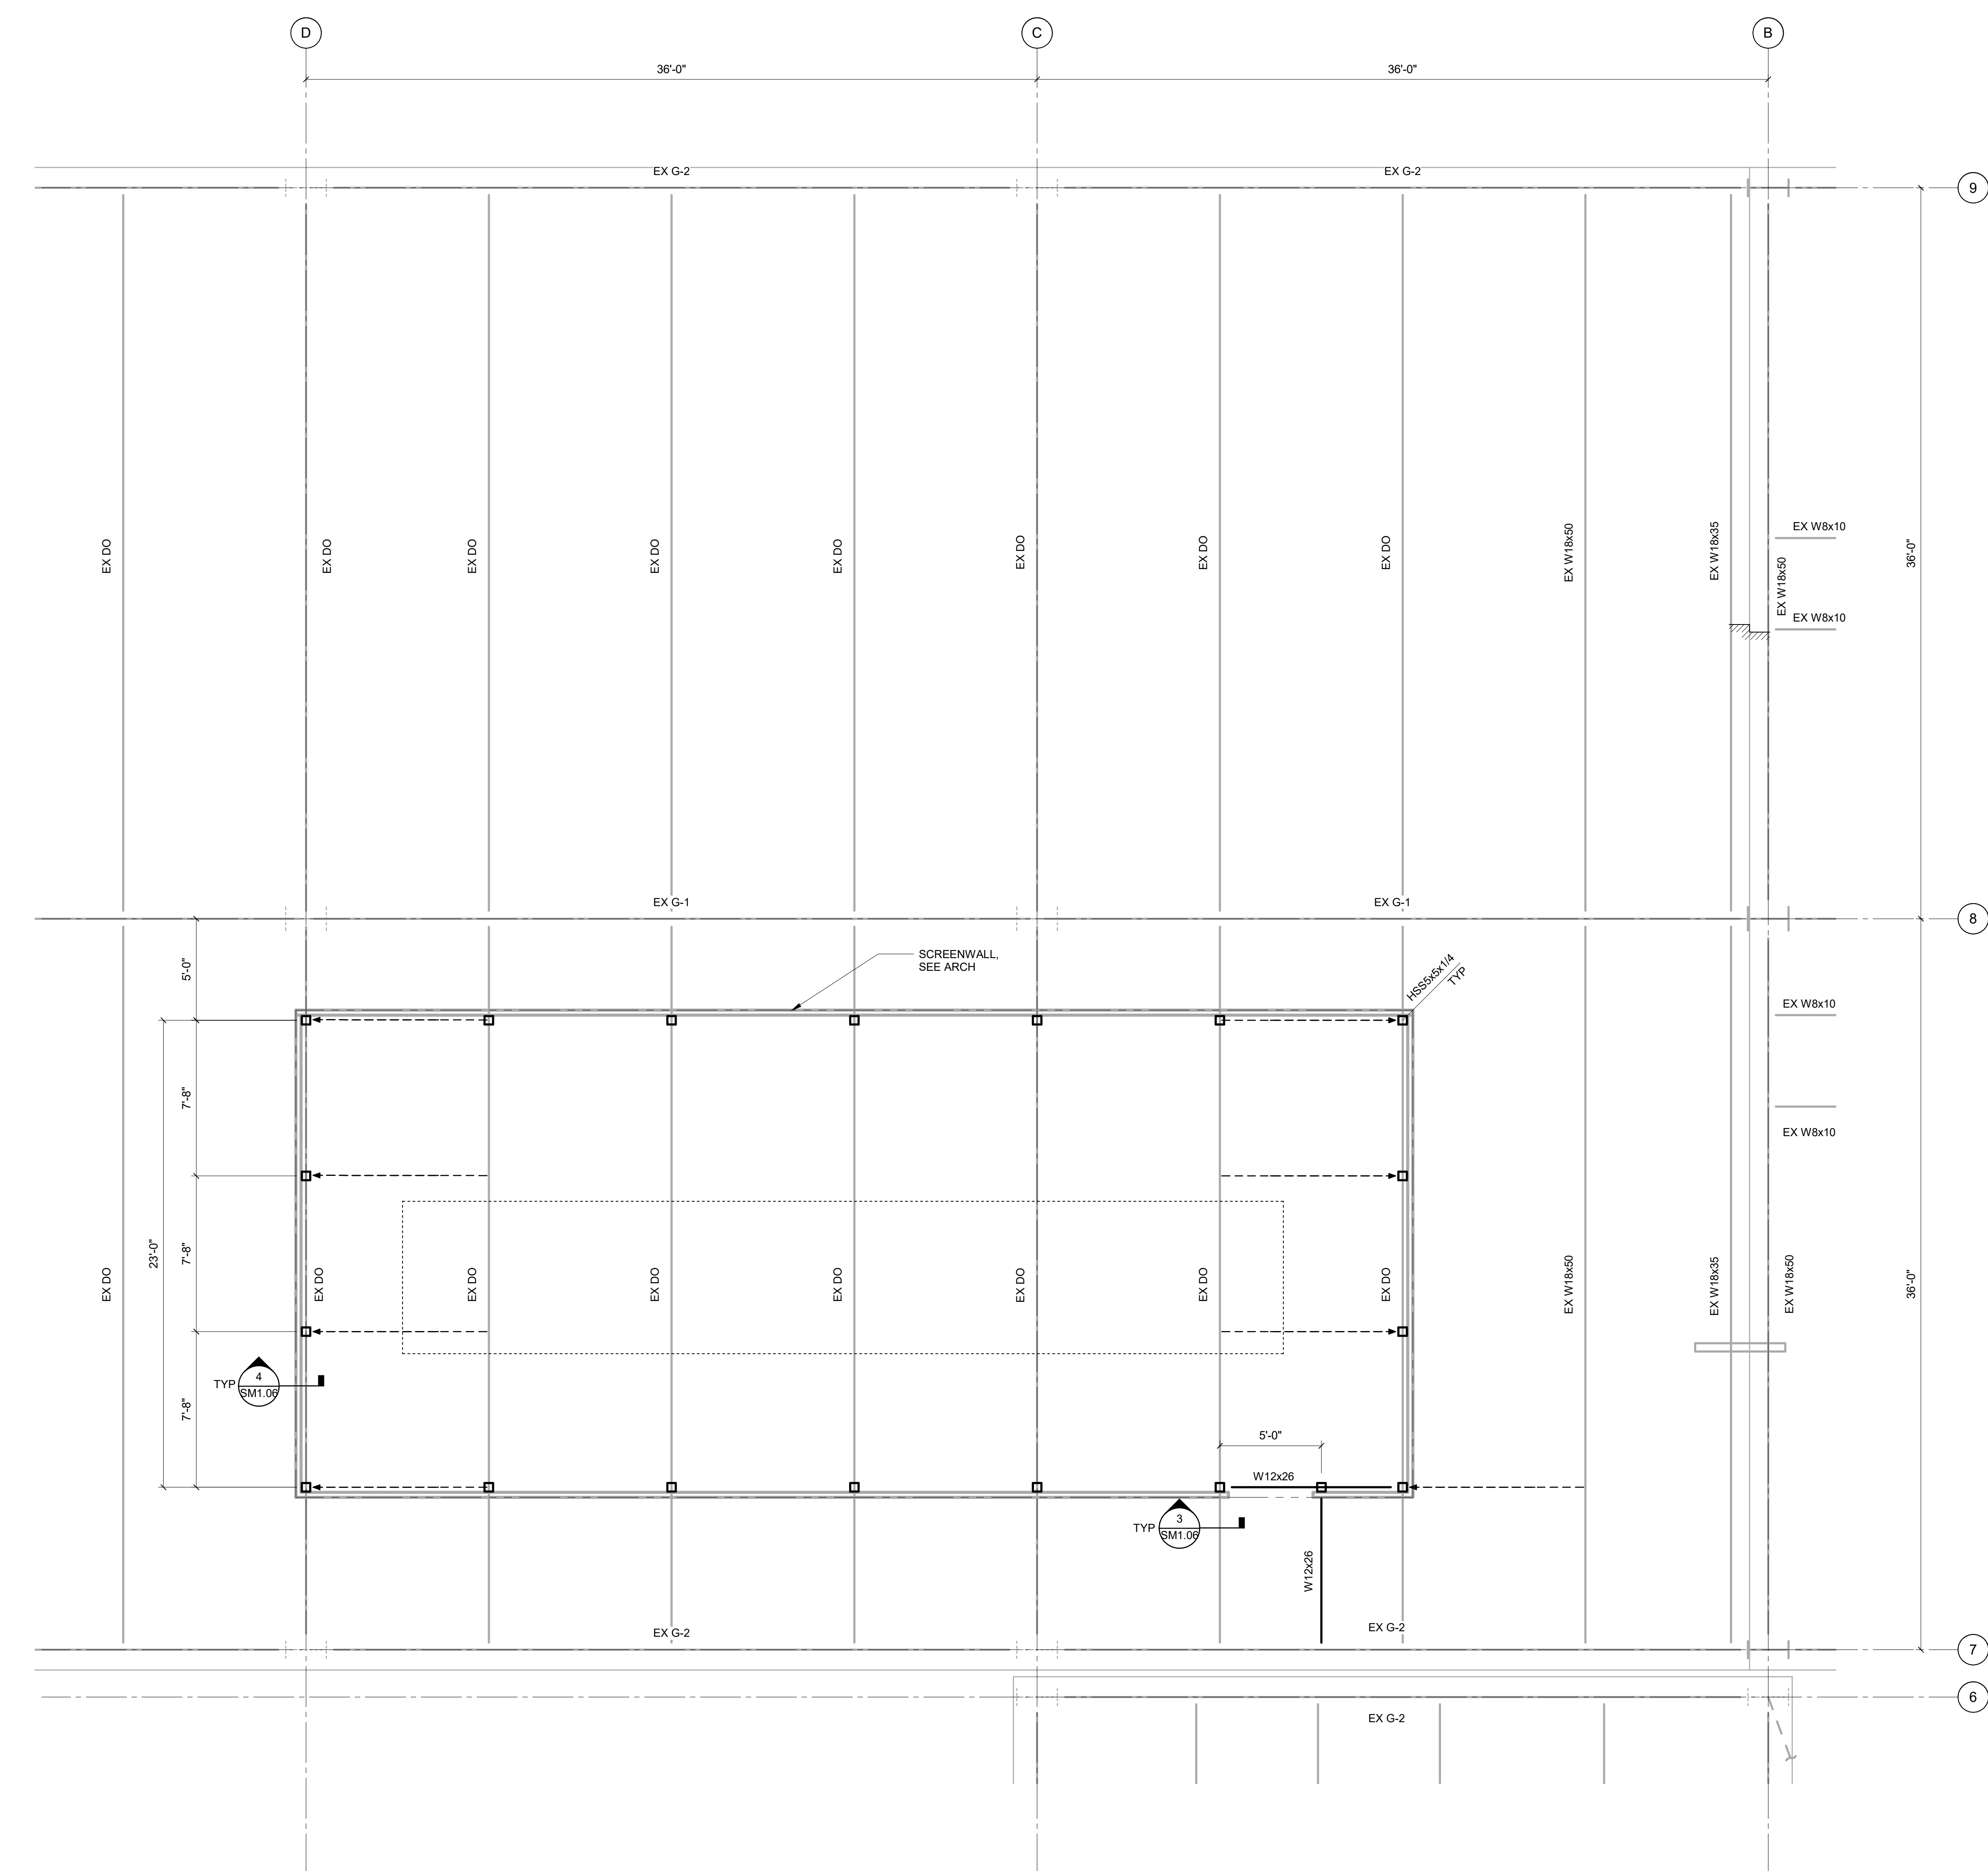 D
C
B
36'-0"
36'-0"
EX G-2
EX G-2
9
EX DO
EX DO
EX DO
EX DO
EX DO
EX DO
EX DO
EX DO
EX W18x50
EX W18x35
EX W18x50
EX W8x10
EX W8x10
36'-0"
EX G-1
EX G-1
8
5'-0"
SCREENWALL,
SEE ARCH
HSS5x5x1/4
TYP
EX W8x10
EX W8x10
7'-8"
23'-0"
7'-8"
7'-8"
EX DO
EX DO
EX DO
EX DO
EX DO
EX DO
EX DO
EX DO
EX W18x50
EX W18x35
EX W18x50
36'-0"
TYP
4
SM1.06
5'-0"
W12x26
TYP
3
SM1.06
W12x26
EX G-2
EX G-2
7
6
EX G-2